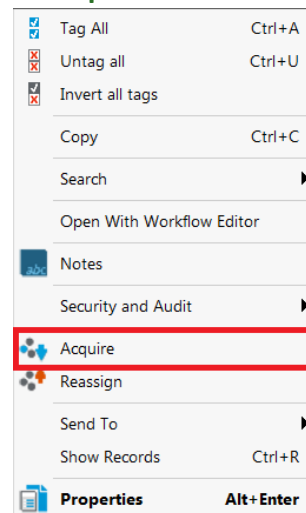 Tag All Ctrl+A
Untag all Ctrl+U
Invert all tags
Copy Ctrl+C
Search
Open With Workflow Editor
abc Notes
Security and Audit
Acquire
Reassign
Send To
Show Records Ctrl+R
Properties Alt+Enter